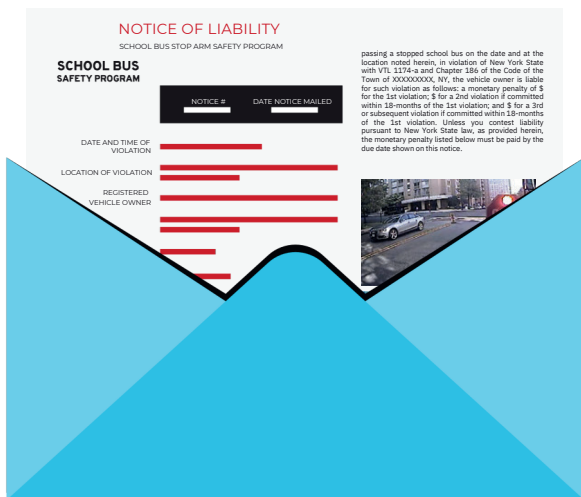 NOTICE OF LIABILITY
SCHOOL BUS STOP ARM SAFETY PROGRAM
SCHOOL BUS
SAFETY PROGRAM
NOTICE #
DATE NOTICE MAILED
DATE AND TIME OF
VIOLATION
LOCATION OF VIOLATION
REGISTERED
VEHICLE OWNER
passing a stopped school bus on the date and at the
location noted herein, in violation of New York State
with VTL 1174-a and Chapter 186 of the Code of the
Town of XXXXXXXXX, NY, the vehicle owner is liable
for such violation as follows: a monetary penalty of $
for the 1st violation; $ for a 2nd violation if committed
within 18-months of the 1st violation; and $ for a 3rd
or subsequent violation if committed within 18-months
of the 1st violation. Unless you contest liability
pursuant to New York State law, as provided herein,
the monetary penalty listed below must be paid by the
due date shown on this notice.